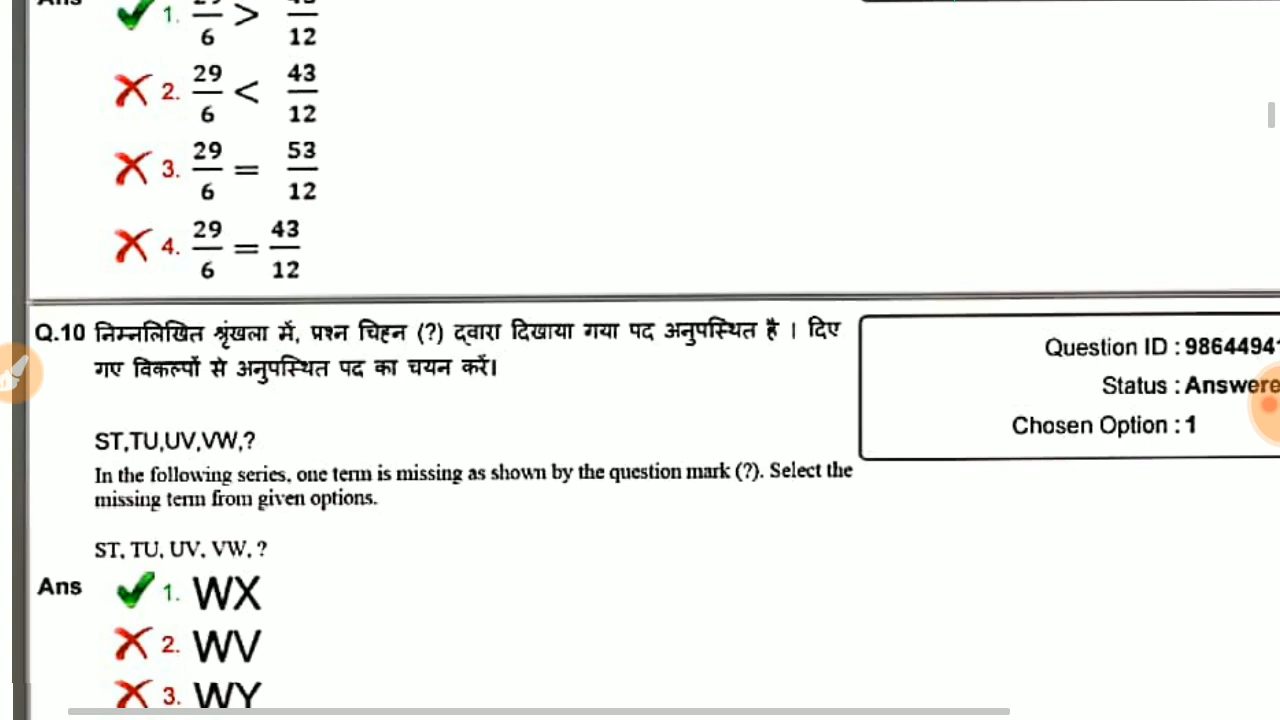 1. 29/6 > 43/12
2. 29/6 < 43/12
3. 29/6 = 53/12
4. 29/6 = 43/12
Q.10 निम्नलिखित श्रृंखला में, प्रश्न चिह्न (?) द्वारा दिखाया गया पद अनुपस्थित है । दिए
गए विकल्पों से अनुपस्थित पद का चयन करें।
Question ID : 9864494
Status : Answere
Chosen Option : 1
ST,TU,UV,VW,?
In the following series, one term is missing as shown by the question mark (?). Select the
missing term from given options.
ST, TU, UV, VW, ?
Ans
1. WX
2. WV
3. WY